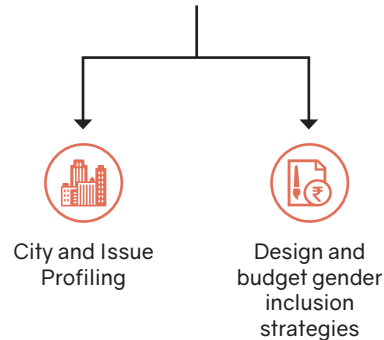 ₹
City and Issue
Profiling
Design and
budget gender
inclusion
strategies